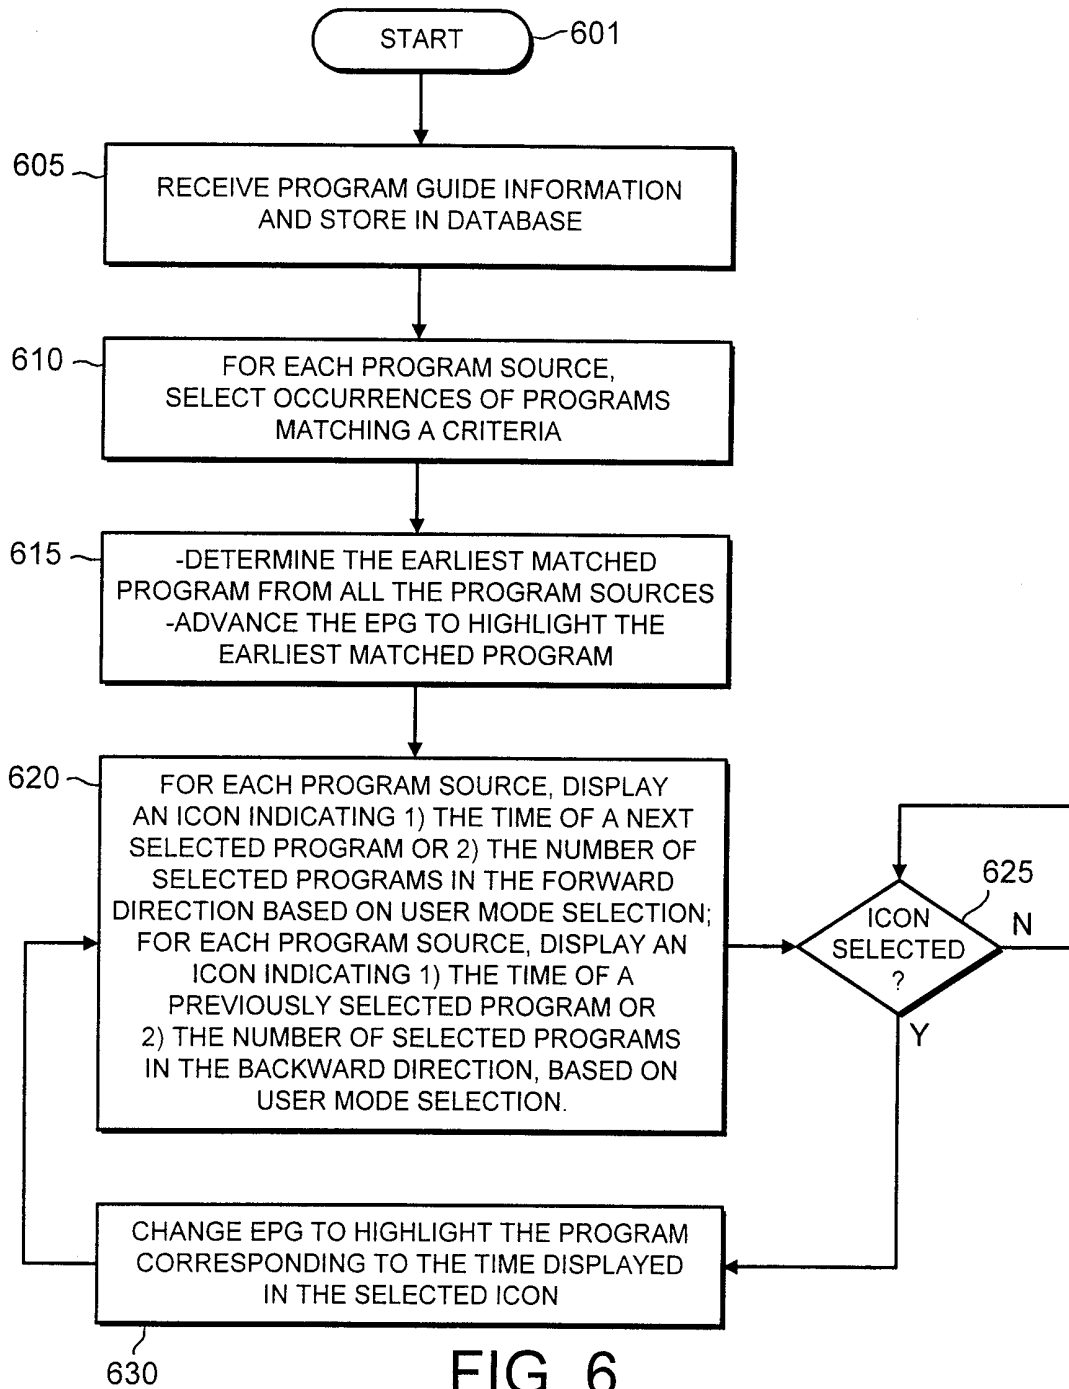 START
601
605
RECEIVE PROGRAM GUIDE INFORMATION
AND STORE IN DATABASE
610
FOR EACH PROGRAM SOURCE,
SELECT OCCURRENCES OF PROGRAMS
MATCHING A CRITERIA
615
-DETERMINE THE EARLIEST MATCHED
PROGRAM FROM ALL THE PROGRAM SOURCES
-ADVANCE THE EPG TO HIGHLIGHT THE
EARLIEST MATCHED PROGRAM
620
FOR EACH PROGRAM SOURCE, DISPLAY
AN ICON INDICATING 1) THE TIME OF A NEXT
SELECTED PROGRAM OR 2) THE NUMBER OF
SELECTED PROGRAMS IN THE FORWARD
DIRECTION BASED ON USER MODE SELECTION;
FOR EACH PROGRAM SOURCE, DISPLAY AN
ICON INDICATING 1) THE TIME OF A
PREVIOUSLY SELECTED PROGRAM OR
2) THE NUMBER OF SELECTED PROGRAMS
IN THE BACKWARD DIRECTION, BASED ON
USER MODE SELECTION.
625
ICON
SELECTED
?
N
Y
CHANGE EPG TO HIGHLIGHT THE PROGRAM
CORRESPONDING TO THE TIME DISPLAYED
IN THE SELECTED ICON
630
FIG 6